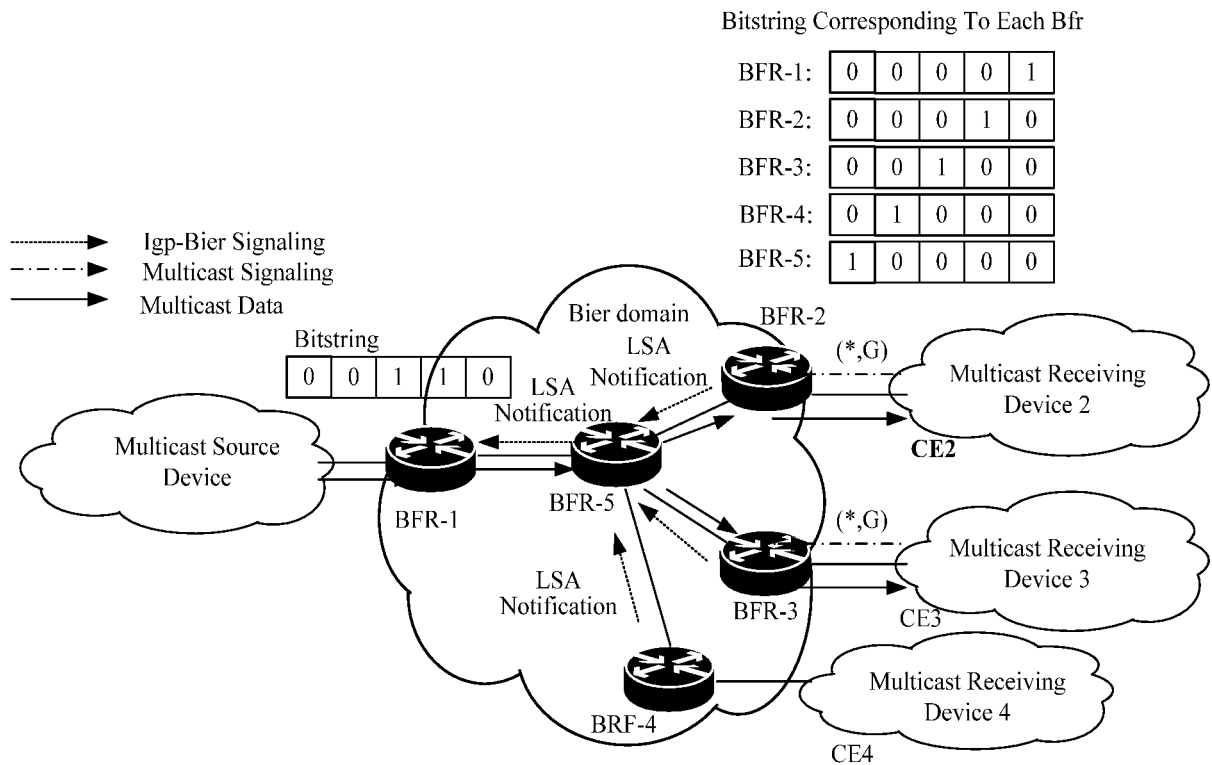 Bitstring Corresponding To Each Bfr
BFR-1: 0 0 0 0 1
BFR-2: 0 0 0 1 0
BFR-3: 0 0 1 0 0
BFR-4: 0 1 0 0 0
BFR-5: 1 0 0 0 0
Igp-Bier Signaling
Multicast Signaling
Multicast Data
Bitstring
0 0 1 1 0
Bier domain
BFR-2
LSA
Notification
(*,G)
Multicast Receiving
Device 2
CE2
LSA
Notification
Multicast Source
Device
BFR-1
BFR-5
(*,G)
Multicast Receiving
Device 3
LSA
Notification
BFR-3
CE3
BRF-4
Multicast Receiving
Device 4
CE4